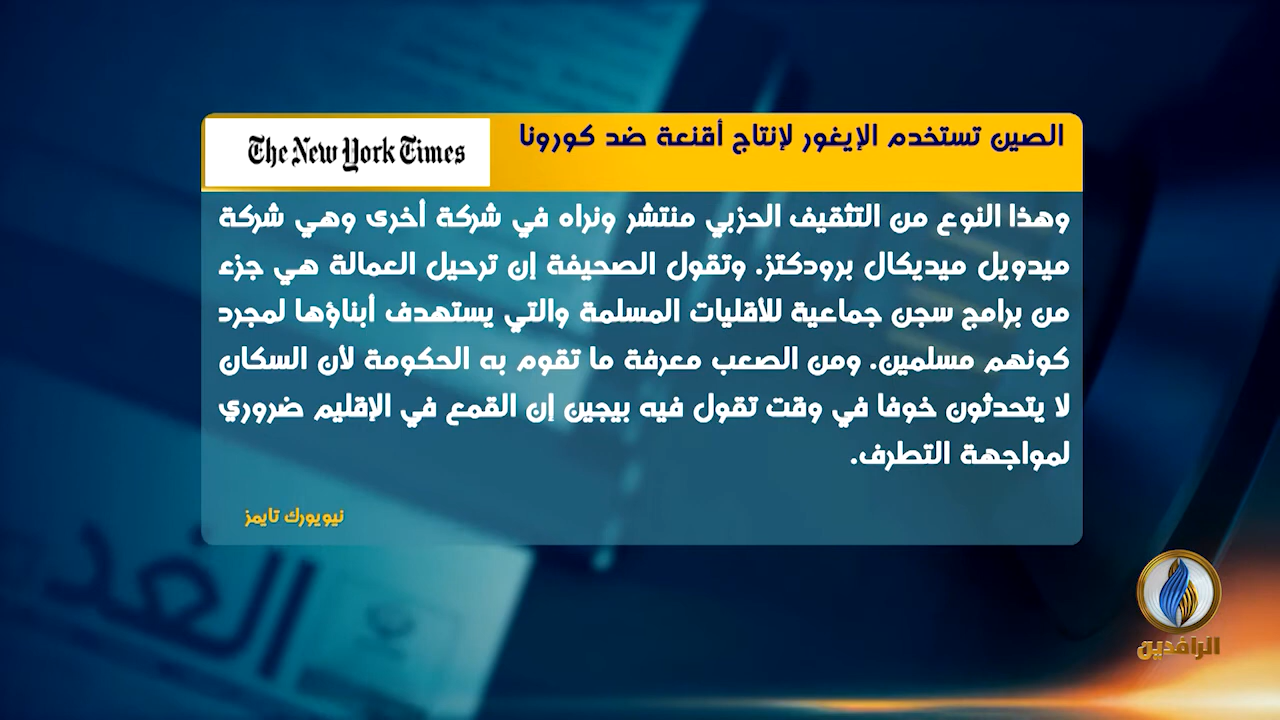 الصين تستخدم الإيغور لإنتاج أقنعة ضد كورونا
The New York Times
وهذا النوع من التثقيف الحزبي منتشر ونراه في شركة أخرى وهي شركة
ميدويل ميديكال برودكتز. وتقول الصحيفة إن ترحيل العمالة هي جزء
من برامج سجن جماعية للأقليات المسلمة والتي يستهدف أبناؤها لمجرد
كونهم مسلمين. ومن الصعب معرفة ما تقوم به الحكومة لأن السكان
لا يتحدثون خوفا في وقت تقول فيه بيجين إن القمع في الإقليم ضروري
لمواجهة التطرف.
نيويورك تايمز
الغد
الرافدين